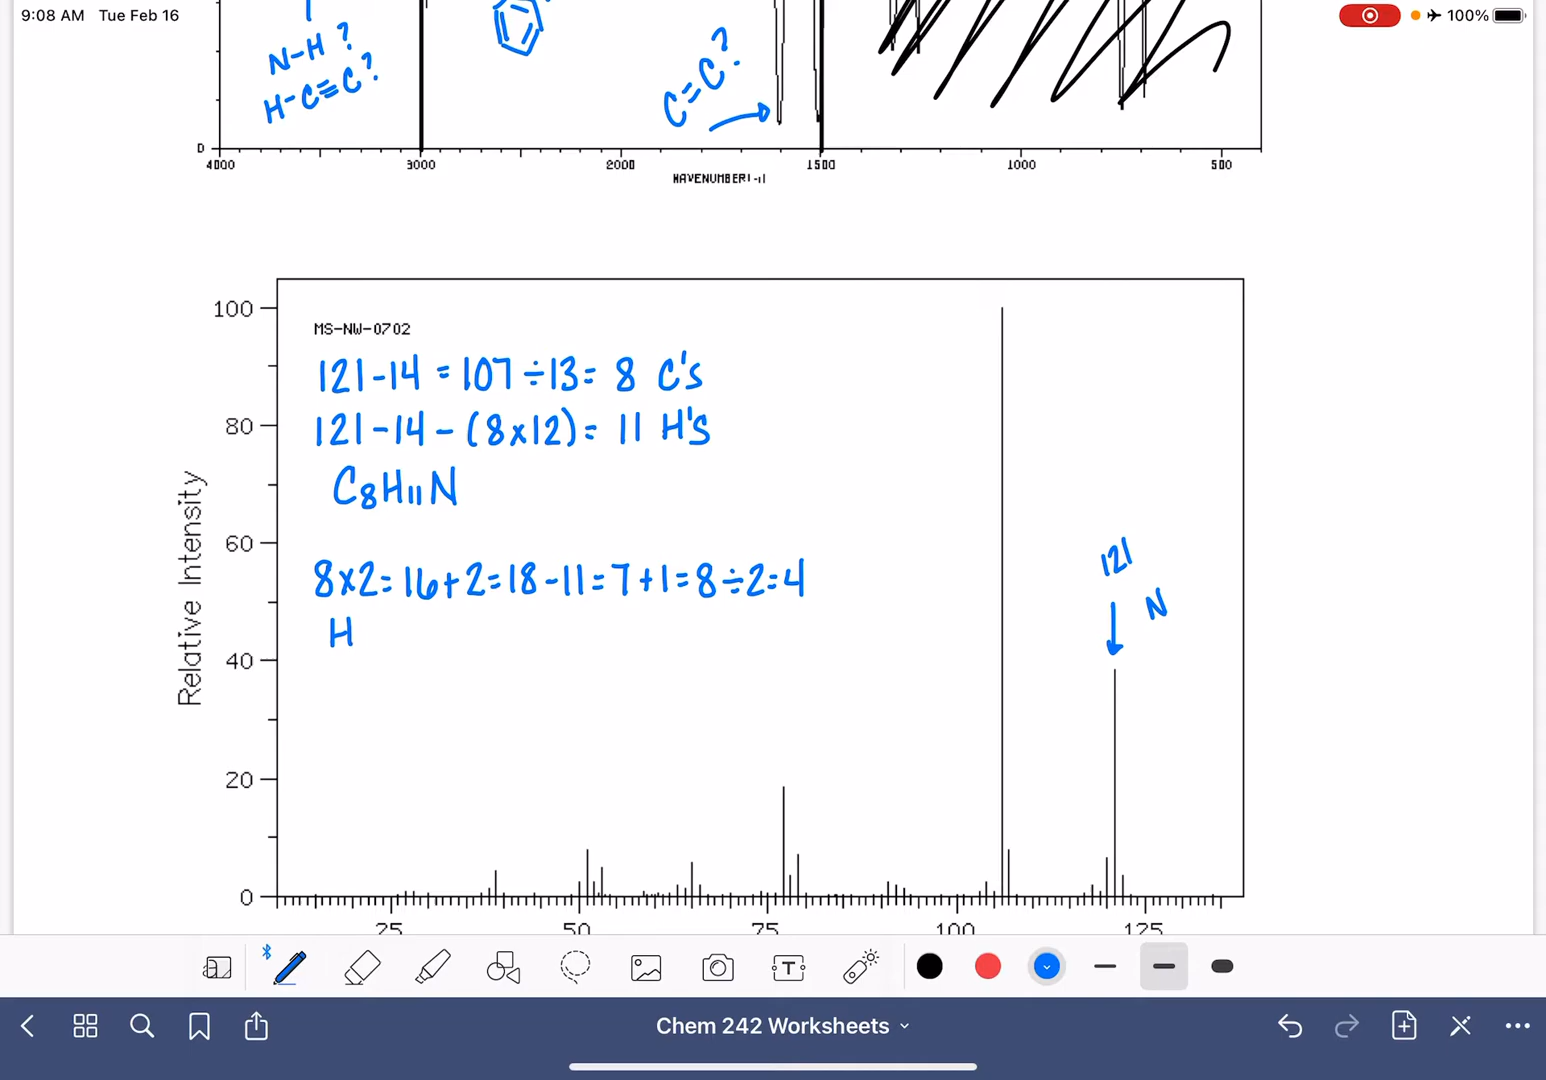 9:08 AM Tue Feb 16
100%
N-H ?
H-C≡C?
C=C?
D
4000 3000 2000 1500 1000 500
WAVENUMBER(-1)
MS-NW-0702
121-14 = 107 ÷ 13 = 8 C's
121-14-(8x12) = 11 H's
C₈H₁₁N
8x2=16+2=18-11=7+1=8÷2=4
H
121
N
Relative Intensity
100
80
60
40
20
0
25 50 75 100 125
T
Chem 242 Worksheets